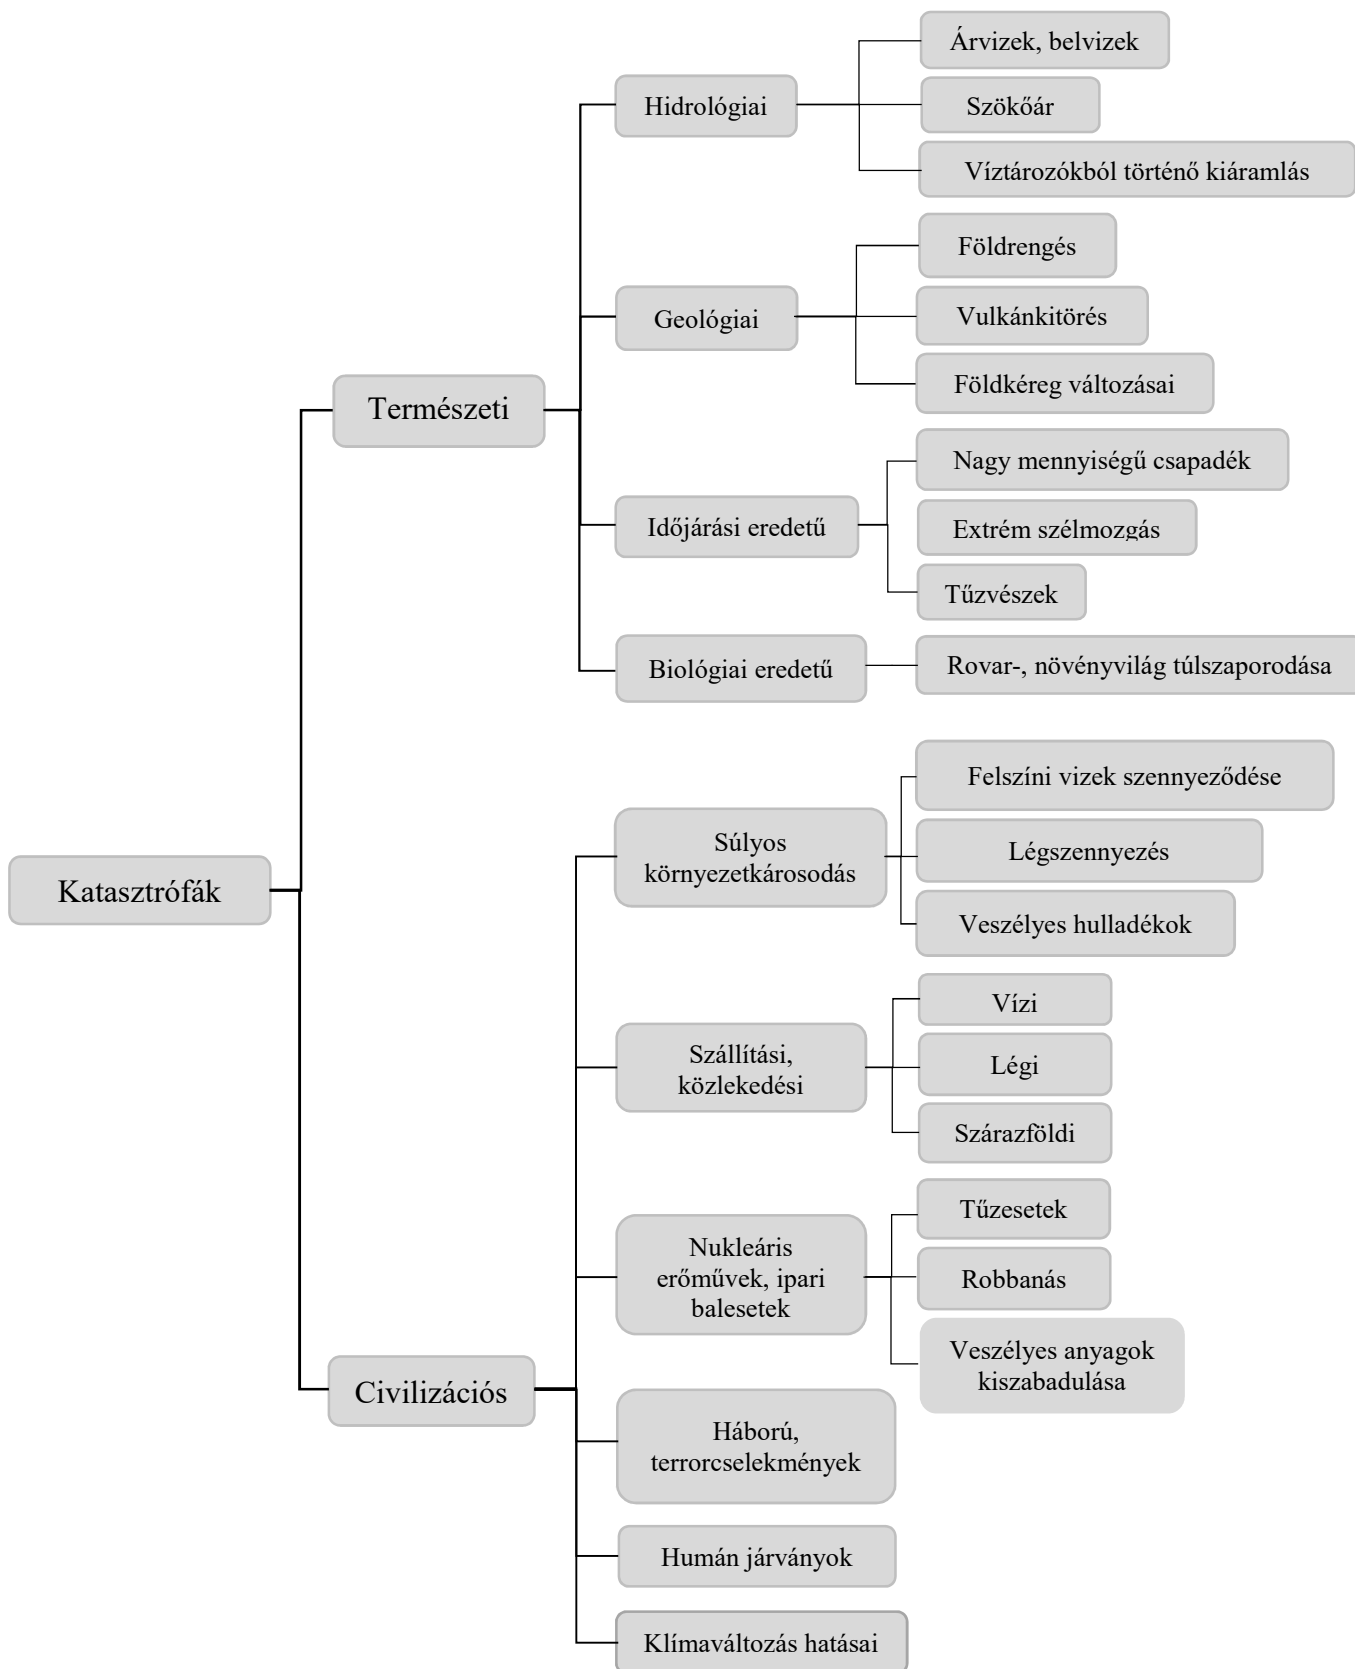 Katasztrófák
Természeti
Hidrológiai
Árvizek, belvizek
Szökőár
Víztározókból történő kiáramlás
Geológiai
Földrengés
Vulkánkitörés
Földkéreg változásai
Időjárási eredetű
Nagy mennyiségű csapadék
Extrém szélmozgás
Tűzvészek
Biológiai eredetű
Rovar-, növényvilág túlszaporodása
Civilizációs
Súlyos
környezetkárosodás
Felszíni vizek szennyeződése
Légszennyezés
Veszélyes hulladékok
Szállítási,
közlekedési
Vízi
Légi
Szárazföldi
Nukleáris
erőművek, ipari
balesetek
Tűzesetek
Robbanás
Veszélyes anyagok
kiszabadulása
Háború,
terrorcselekmények
Humán járványok
Klímaváltozás hatásai